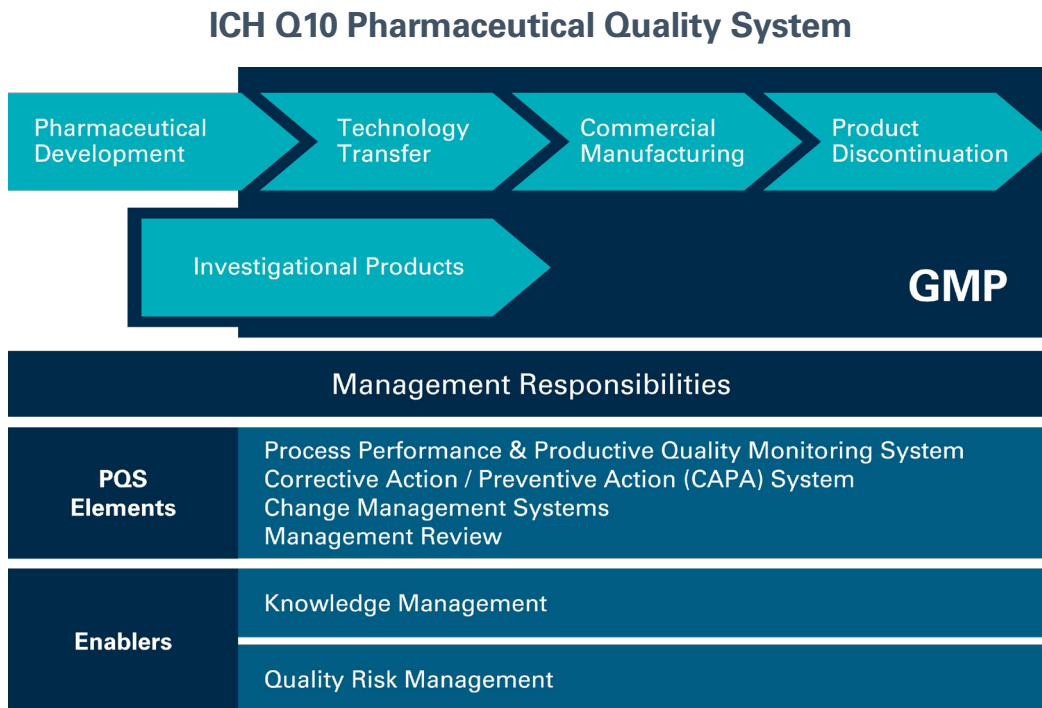 ICH Q10 Pharmaceutical Quality System
Pharmaceutical
Development
Technology
Transfer
Commercial
Manufacturing
Product
Discontinuation
Investigational Products
GMP
Management Responsibilities
PQS
Elements
Process Performance & Productive Quality Monitoring System
Corrective Action / Preventive Action (CAPA) System
Change Management Systems
Management Review
Enablers
Knowledge Management
Quality Risk Management